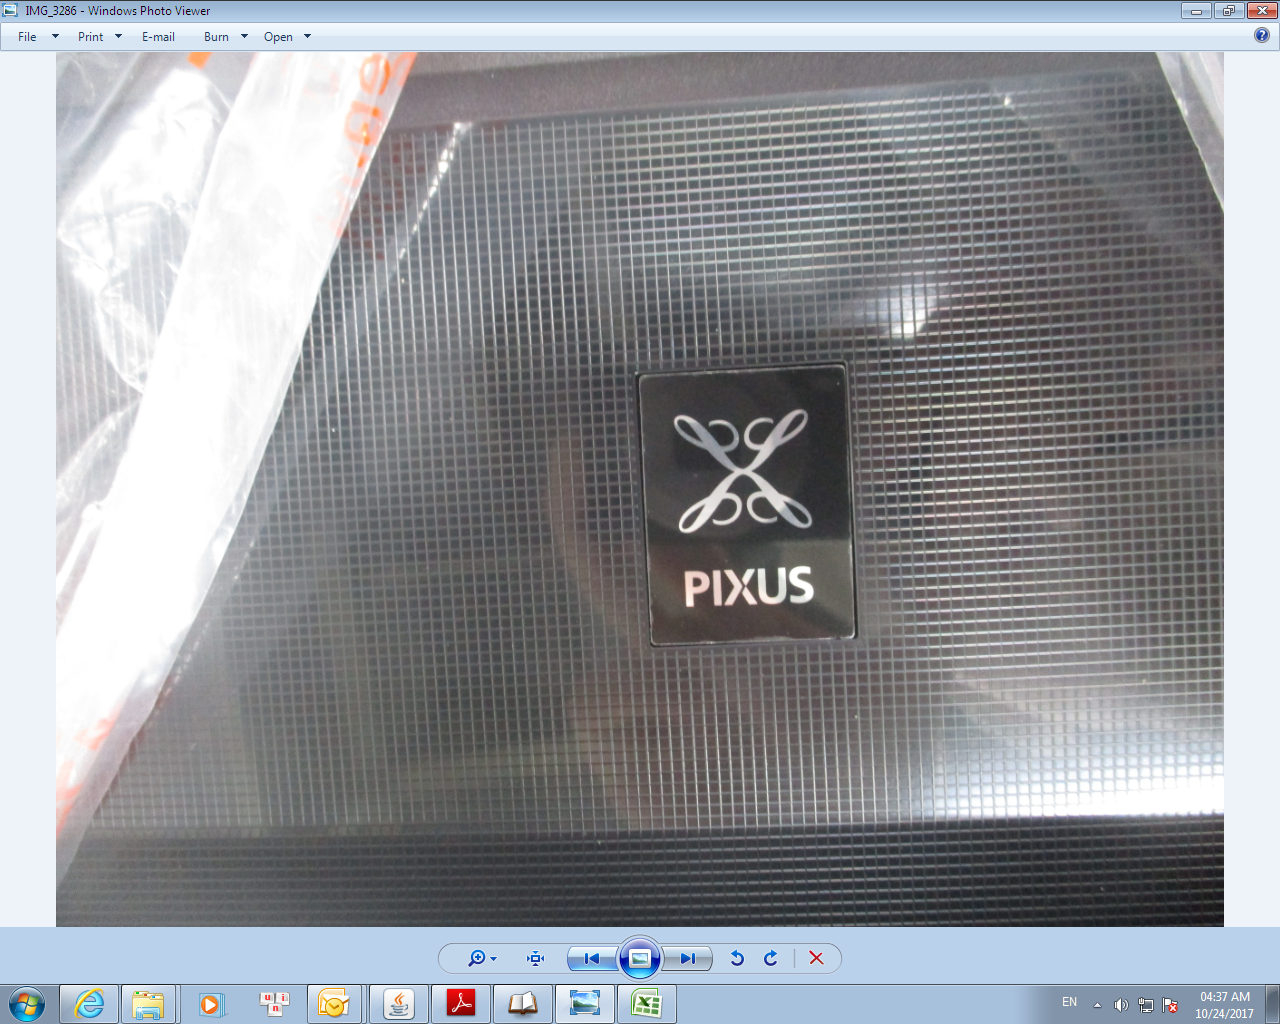 IMG_3286 - Windows Photo Viewer
File Print E-mail Burn Open
PIXUS
u n i n
EN
04:37 AM
10/24/2017